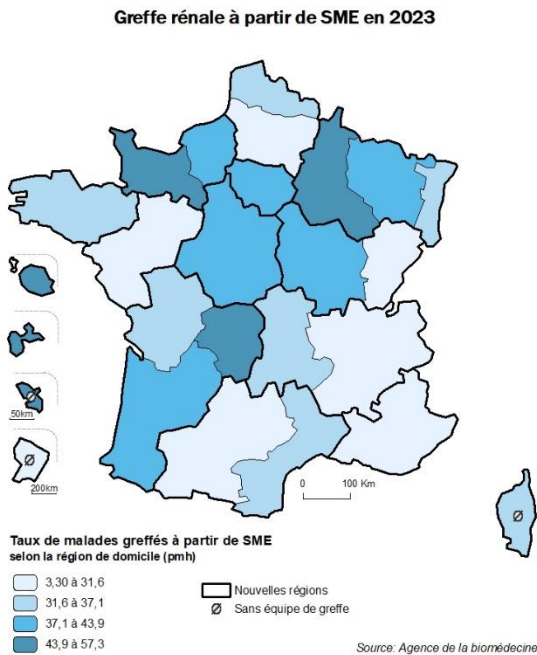 Greffe rénale à partir de SME en 2023
50km
200km
0 100 Km
Taux de malades greffés à partir de SME
selon la région de domicile (pmh)
3,30 à 31,6
31,6 à 37,1
37,1 à 43,9
43,9 à 57,3
Nouvelles régions
Sans équipe de greffe
Source: Agence de la biomédecine